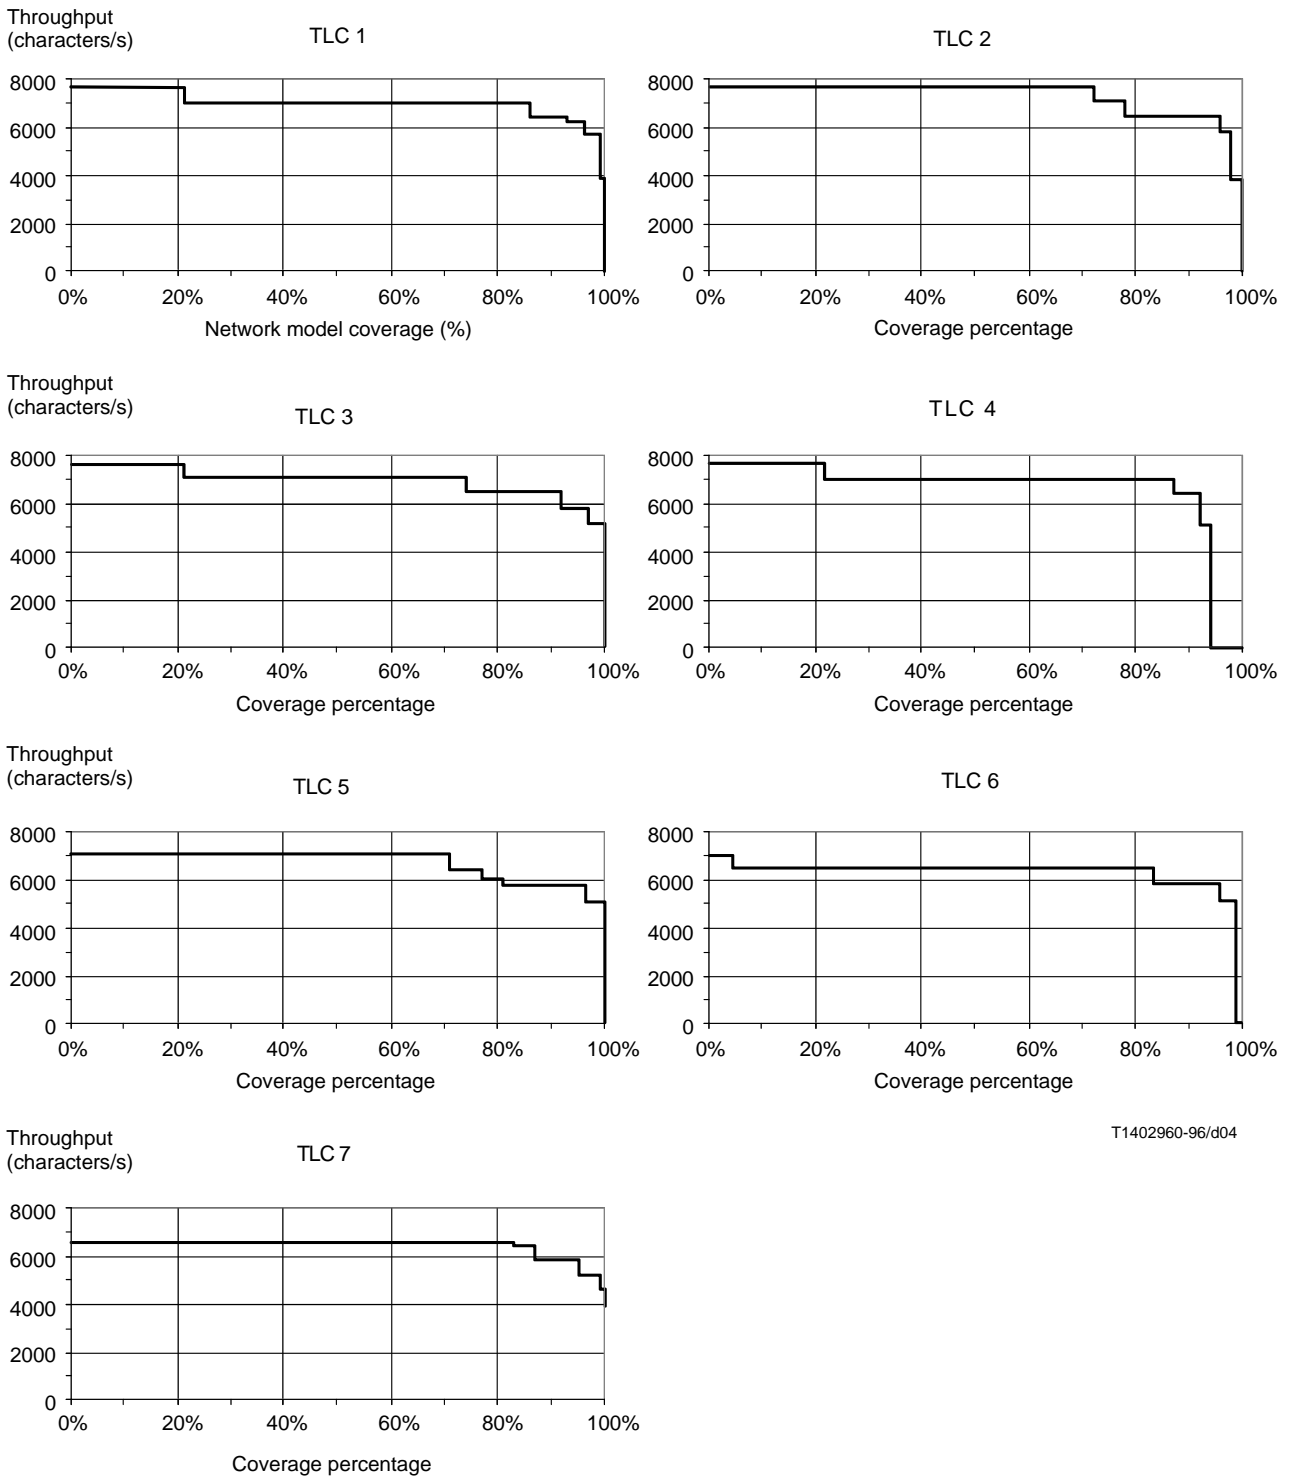 Throughput
(characters/s)
TLC 1
8000
6000
4000
2000
0
0% 20% 40% 60% 80% 100%
Network model coverage (%)
TLC 2
8000
6000
4000
2000
0
0% 20% 40% 60% 80% 100%
Coverage percentage
Throughput
(characters/s)
TLC 3
8000
6000
4000
2000
0
0% 20% 40% 60% 80% 100%
Coverage percentage
TLC 4
8000
6000
4000
2000
0
0% 20% 40% 60% 80% 100%
Coverage percentage
Throughput
(characters/s)
TLC 5
8000
6000
4000
2000
0
0% 20% 40% 60% 80% 100%
Coverage percentage
TLC 6
8000
6000
4000
2000
0
0% 20% 40% 60% 80% 100%
Coverage percentage
T1402960-96/d04
Throughput
(characters/s)
TLC 7
8000
6000
4000
2000
0
0% 20% 40% 60% 80% 100%
Coverage percentage